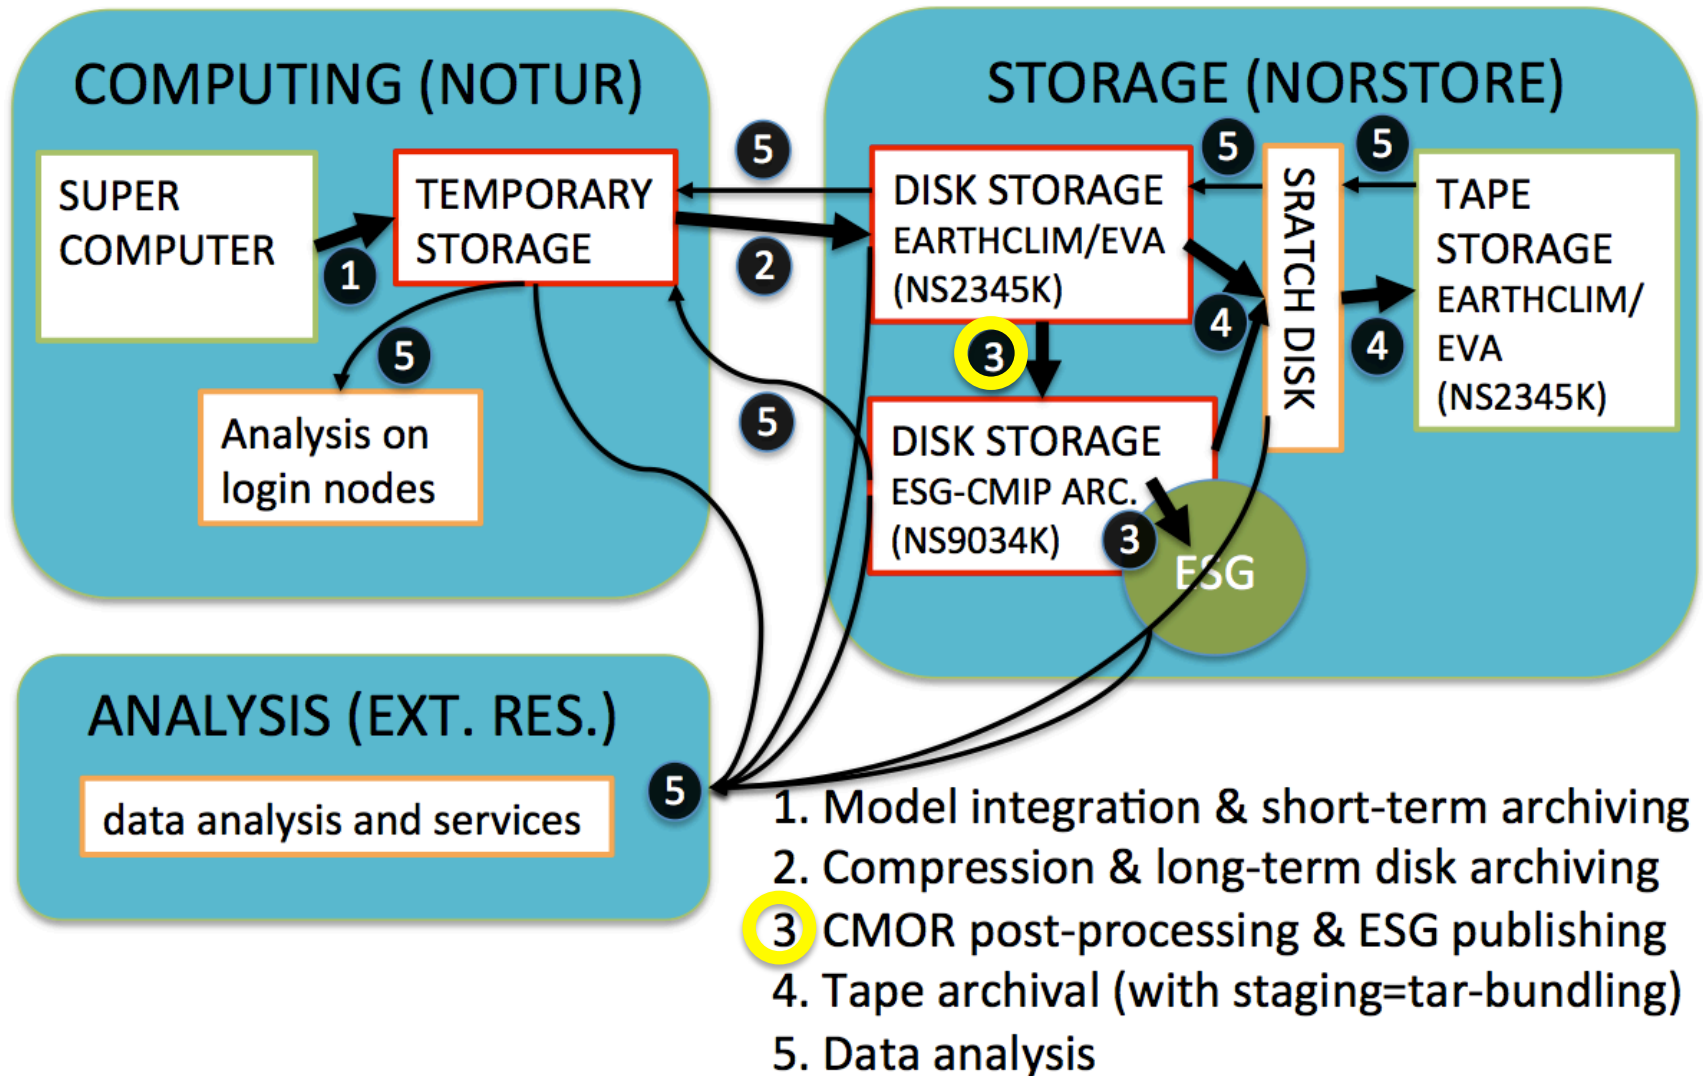 COMPUTING (NOTUR)
SUPER
COMPUTER
1
TEMPORARY
STORAGE
5
Analysis on
login nodes
5
2
5
STORAGE (NORSTORE)
DISK STORAGE
EARTHCLIM/EVA
(NS2345K)
5
5
SRATCH DISK
TAPE
STORAGE
EARTHCLIM/
EVA
(NS2345K)
4
4
3
DISK STORAGE
ESG-CMIP ARC.
(NS9034K)
3
ESG
ANALYSIS (EXT. RES.)
data analysis and services
5
1. Model integration & short-term archiving
2. Compression & long-term disk archiving
3 CMOR post-processing & ESG publishing
4. Tape archival (with staging=tar-bundling)
5. Data analysis